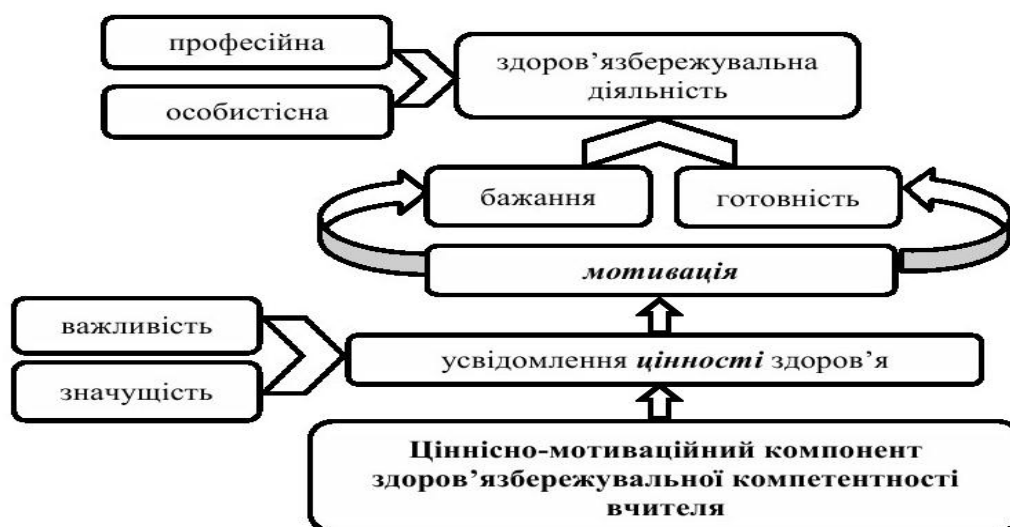 професійна
особистісна
здоров’язбережувальна
діяльність
бажання
готовність
мотивація
важливість
значущість
усвідомлення цінності здоров’я
Ціннісно-мотиваційний компонент
здоров’язбережувальної компетентності
вчителя